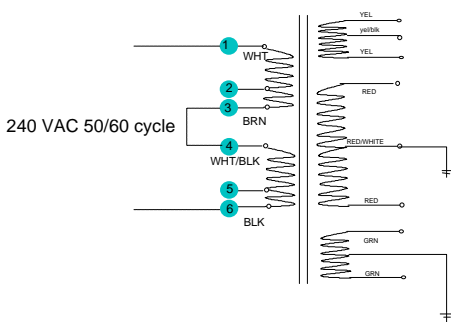 YEL
yel/blk
YEL
1
WHT
2
RED
3
BRN
240 VAC 50/60 cycle
4
RED/WHITE
WHT/BLK
5
6
RED
BLK
GRN
GRN